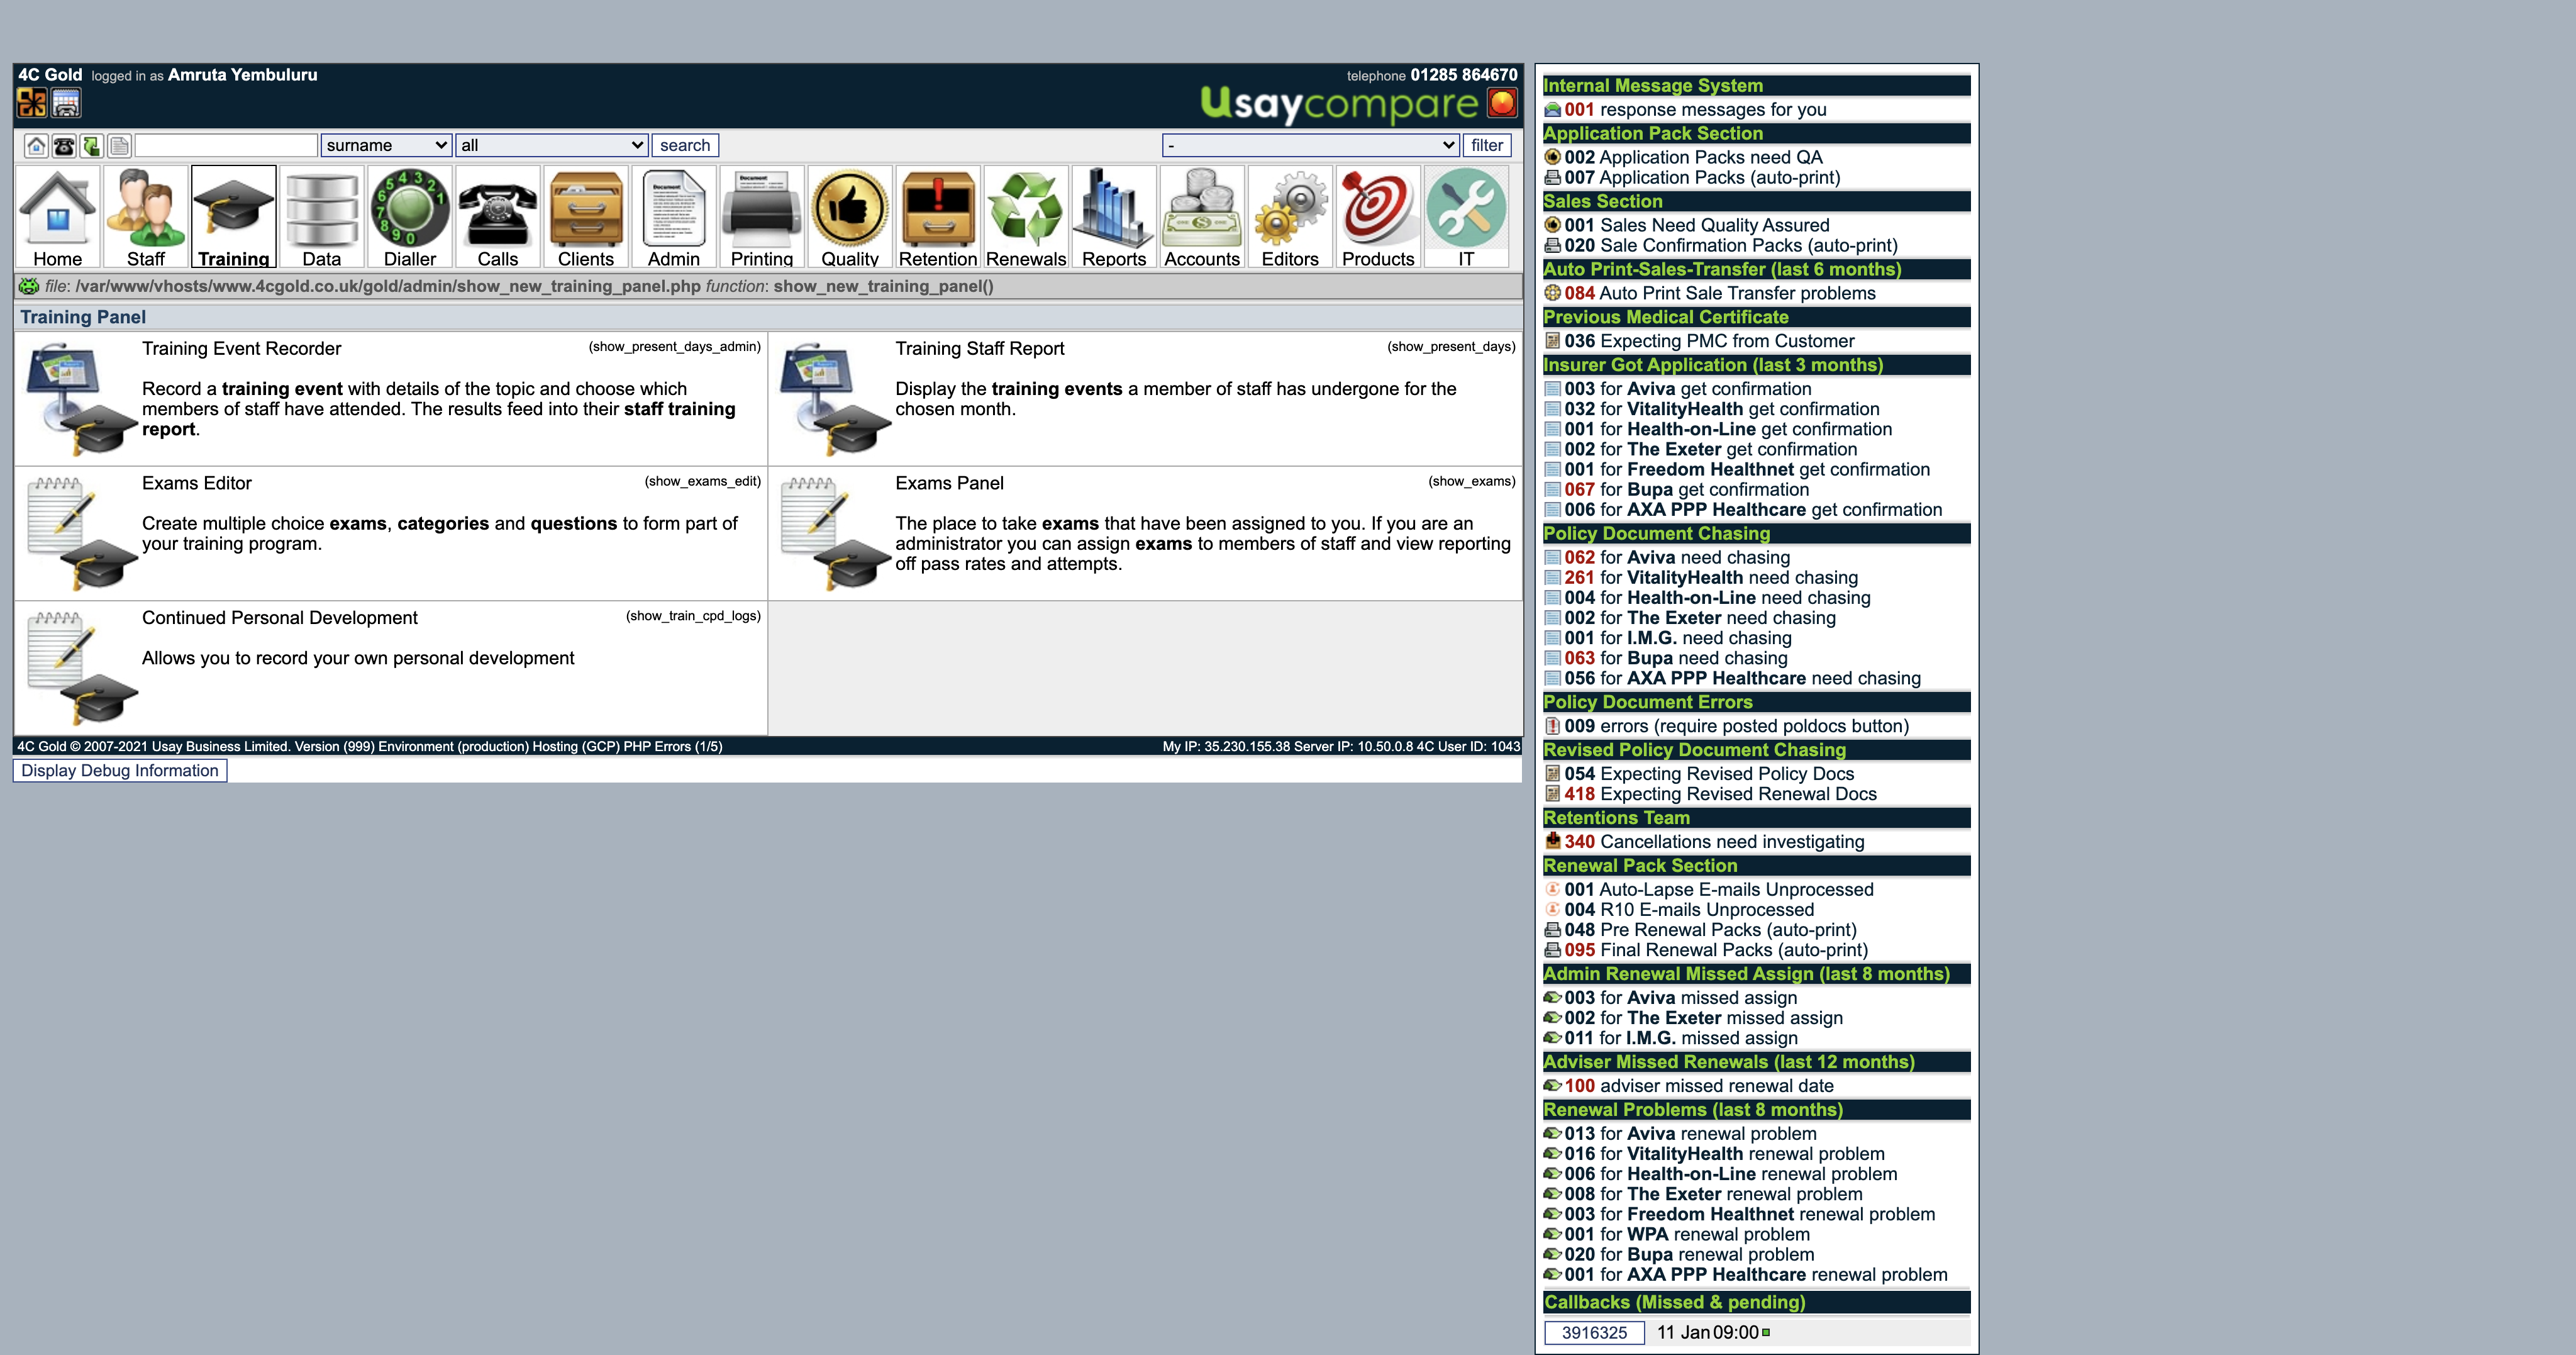 4C Gold logged in as Amruta Yembuluru
telephone 01285 864670
usaycompare
surname all search - filter
Home Staff Training Data Dialler Calls Clients Admin Printing Quality Retention Renewals Reports Accounts Editors Products IT
file: /var/www/vhosts/www.4cgold.co.uk/gold/admin/show_new_training_panel.php function: show_new_training_panel()
Training Panel
Training Event Recorder (show_present_days_admin)
Record a training event with details of the topic and choose which
members of staff have attended. The results feed into their staff training
report.
Training Staff Report (show_present_days)
Display the training events a member of staff has undergone for the
chosen month.
Exams Editor (show_exams_edit)
Create multiple choice exams, categories and questions to form part of
your training program.
Exams Panel (show_exams)
The place to take exams that have been assigned to you. If you are an
administrator you can assign exams to members of staff and view reporting
off pass rates and attempts.
Continued Personal Development (show_train_cpd_logs)
Allows you to record your own personal development
4C Gold © 2007-2021 Usay Business Limited. Version (999) Environment (production) Hosting (GCP) PHP Errors (1/5)
My IP: 35.230.155.38 Server IP: 10.50.0.8 4C User ID: 1043
Display Debug Information
Internal Message System
001 response messages for you
Application Pack Section
002 Application Packs need QA
007 Application Packs (auto-print)
Sales Section
001 Sales Need Quality Assured
020 Sale Confirmation Packs (auto-print)
Auto Print-Sales-Transfer (last 6 months)
084 Auto Print Sale Transfer problems
Previous Medical Certificate
036 Expecting PMC from Customer
Insurer Got Application (last 3 months)
003 for Aviva get confirmation
032 for VitalityHealth get confirmation
001 for Health-on-Line get confirmation
002 for The Exeter get confirmation
001 for Freedom Healthnet get confirmation
067 for Bupa get confirmation
006 for AXA PPP Healthcare get confirmation
Policy Document Chasing
062 for Aviva need chasing
261 for VitalityHealth need chasing
004 for Health-on-Line need chasing
002 for The Exeter need chasing
001 for I.M.G. need chasing
063 for Bupa need chasing
056 for AXA PPP Healthcare need chasing
Policy Document Errors
009 errors (require posted poldocs button)
Revised Policy Document Chasing
054 Expecting Revised Policy Docs
418 Expecting Revised Renewal Docs
Retentions Team
340 Cancellations need investigating
Renewal Pack Section
001 Auto-Lapse E-mails Unprocessed
004 R10 E-mails Unprocessed
048 Pre Renewal Packs (auto-print)
095 Final Renewal Packs (auto-print)
Admin Renewal Missed Assign (last 8 months)
003 for Aviva missed assign
002 for The Exeter missed assign
011 for I.M.G. missed assign
Adviser Missed Renewals (last 12 months)
100 adviser missed renewal date
Renewal Problems (last 8 months)
013 for Aviva renewal problem
016 for VitalityHealth renewal problem
006 for Health-on-Line renewal problem
008 for The Exeter renewal problem
003 for Freedom Healthnet renewal problem
001 for WPA renewal problem
020 for Bupa renewal problem
001 for AXA PPP Healthcare renewal problem
Callbacks (Missed & pending)
3916325 11 Jan 09:00